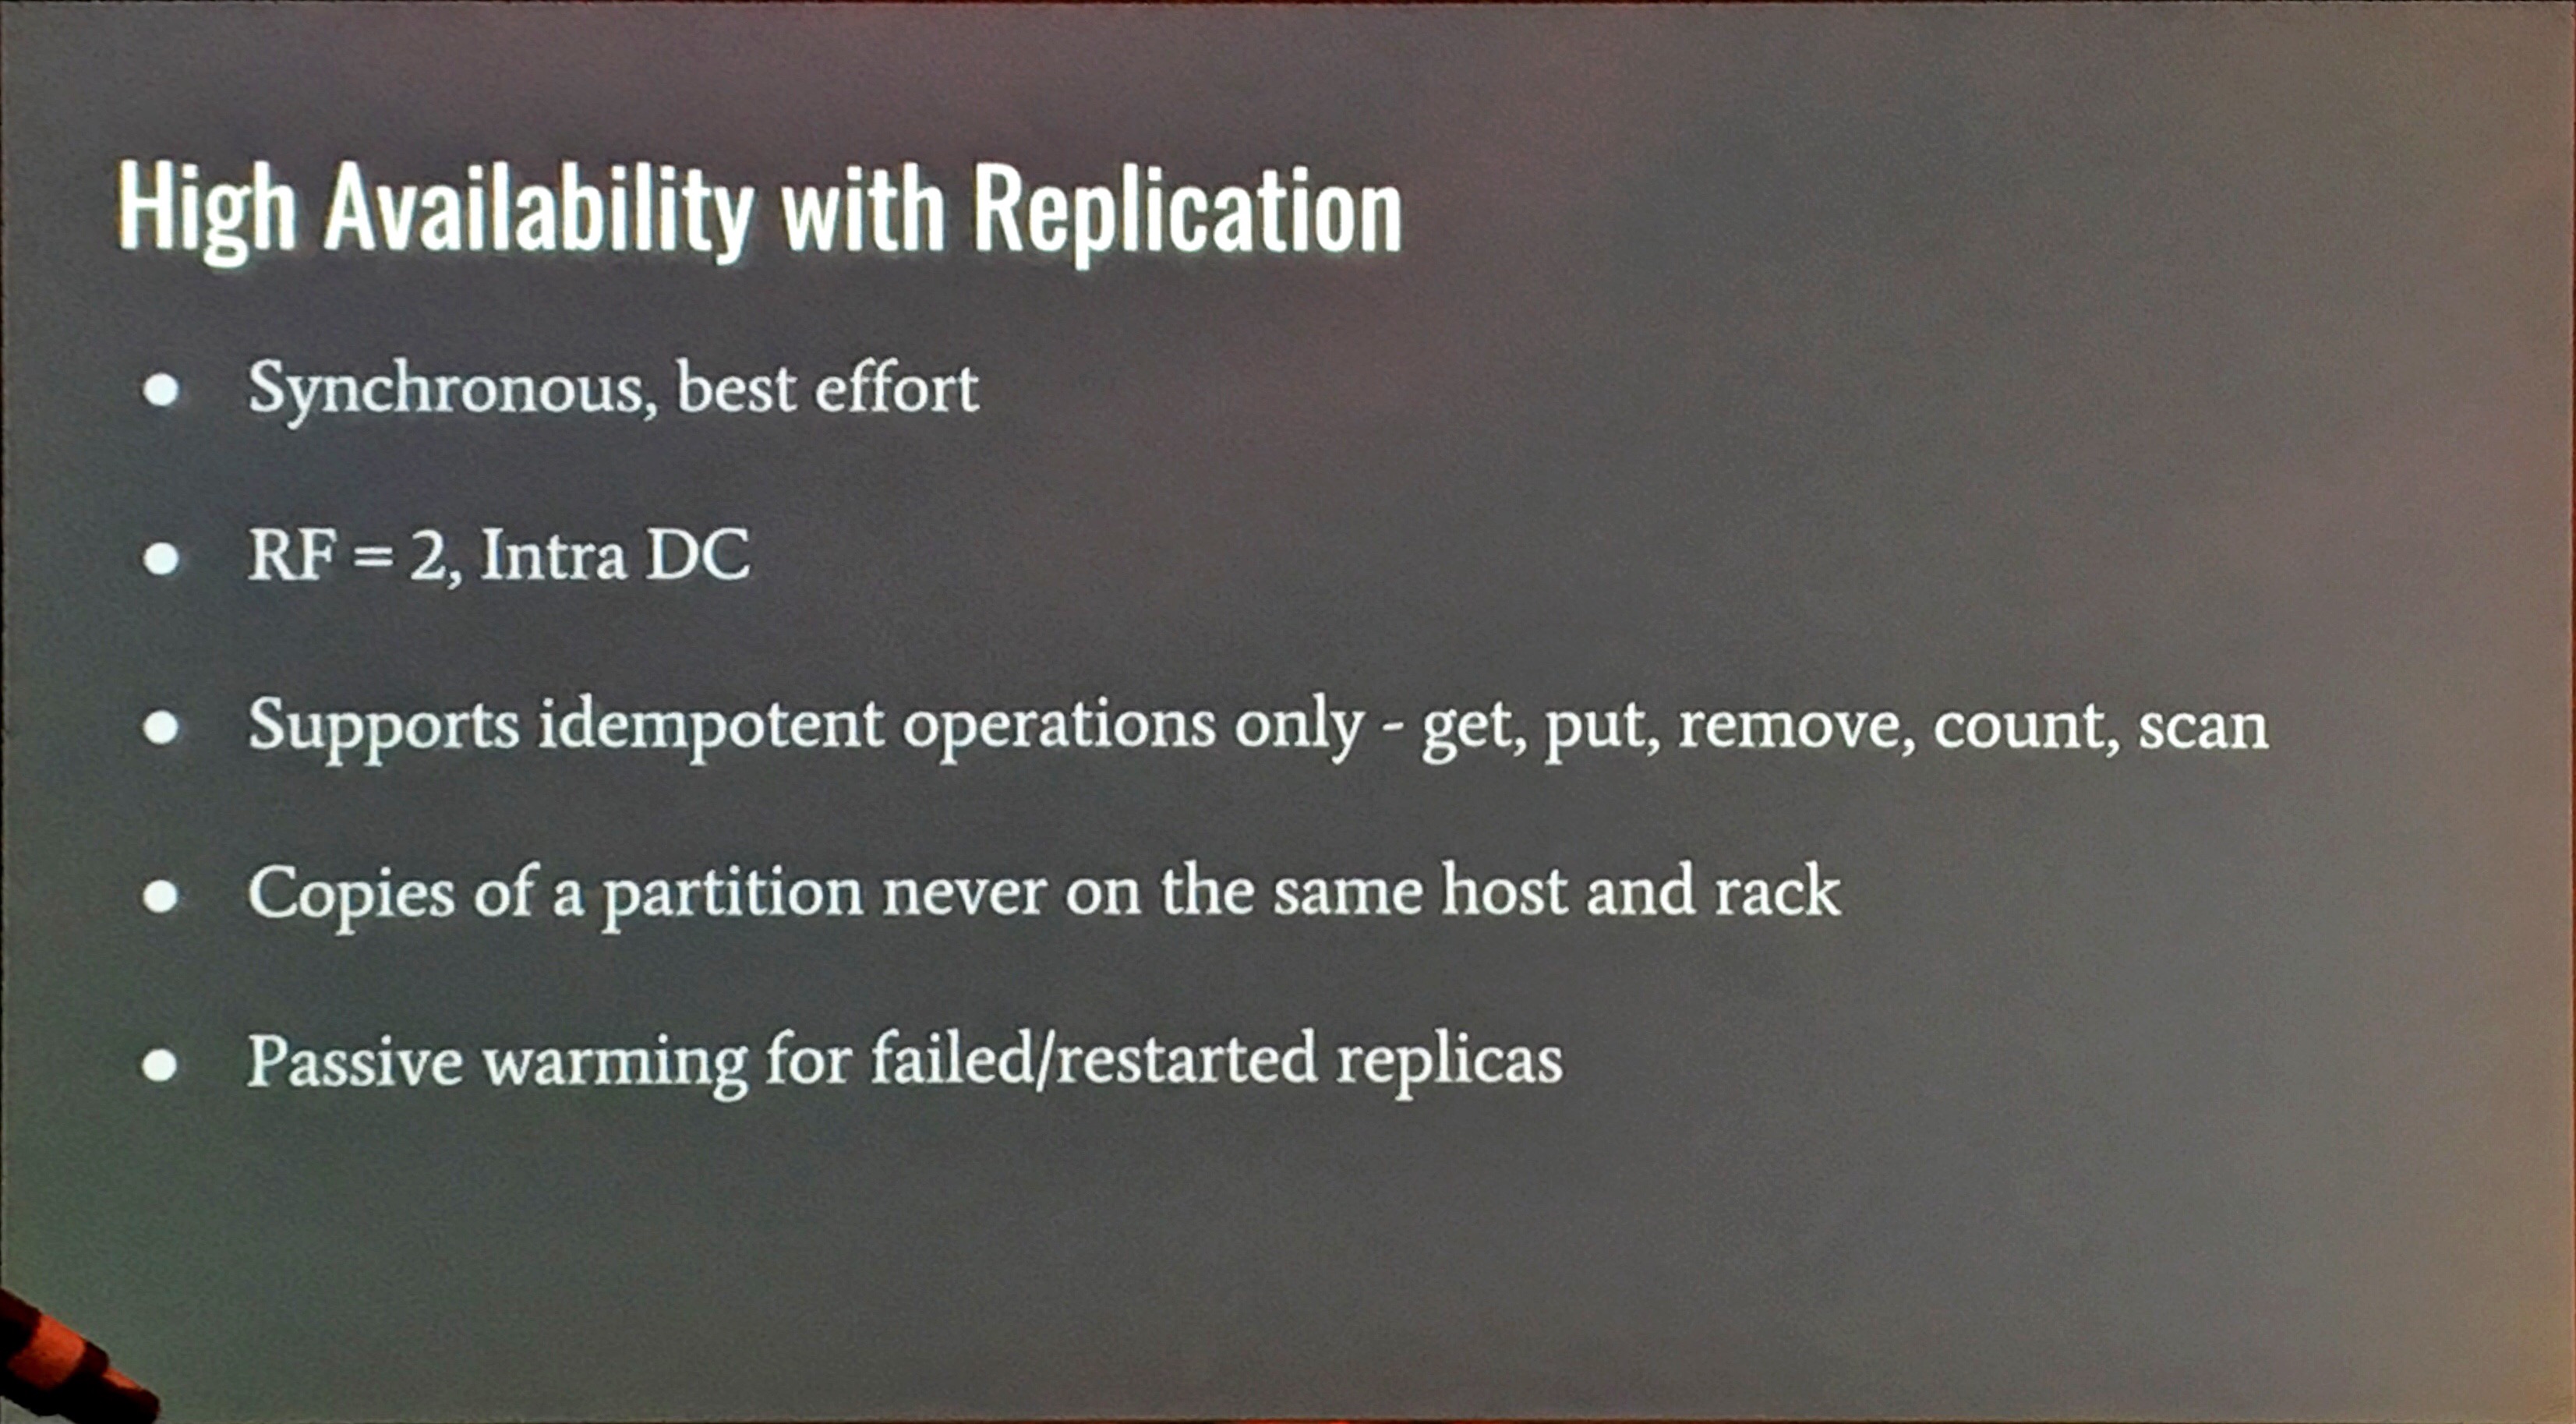 High Availability with Replication
● Synchronous, best effort
● RF = 2, Intra DC
● Supports idempotent operations only - get, put, remove, count, scan
● Copies of a partition never on the same host and rack
● Passive warming for failed/restarted replicas